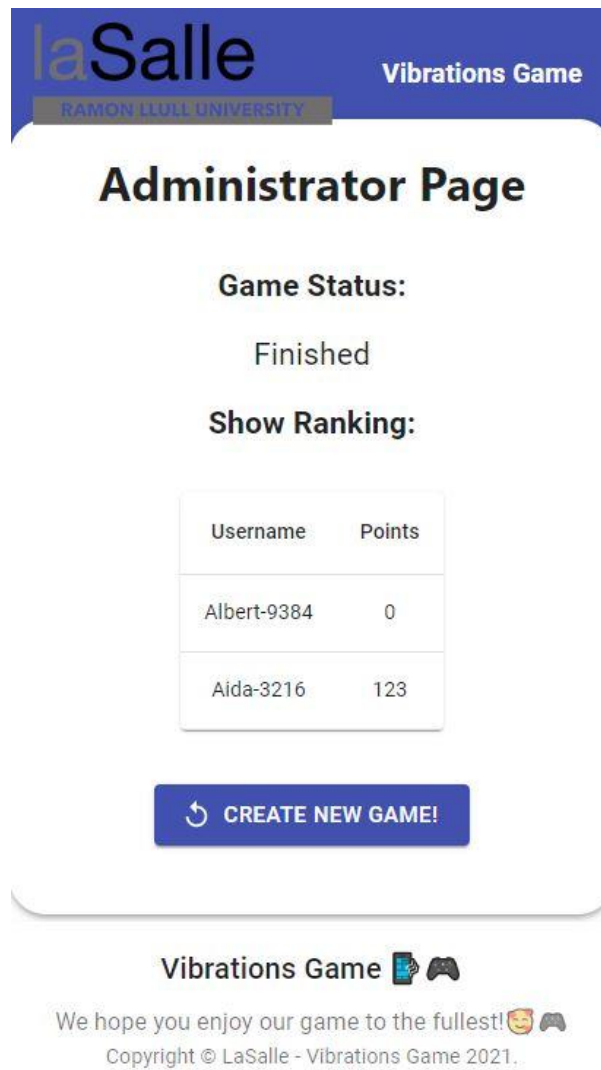 laSalle
RAMON LLULL UNIVERSITY
Vibrations Game
Administrator Page
Game Status:
Finished
Show Ranking:
Username Points
Albert-9384 0
Aida-3216 123
CREATE NEW GAME!
Vibrations Game
We hope you enjoy our game to the fullest!🥰🎮
Copyright © LaSalle - Vibrations Game 2021.